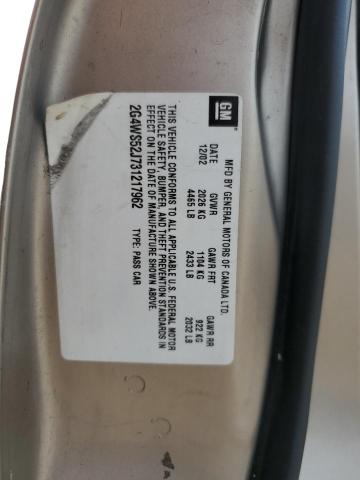 GM
MFD BY GENERAL MOTORS OF CANADA LTD.
DATE GVWR GAWR FRT GAWR RR
12/02 2026 KG 1104 KG 922 KG
4465 LB 2433 LB 2032 LB
THIS VEHICLE CONFORMS TO ALL APPLICABLE U.S. FEDERAL MOTOR
VEHICLE SAFETY, BUMPER, AND THEFT PREVENTION STANDARDS IN
EFFECT ON THE DATE OF MANUFACTURE SHOWN ABOVE.
2G4WS52J731217962 TYPE: PASS CAR